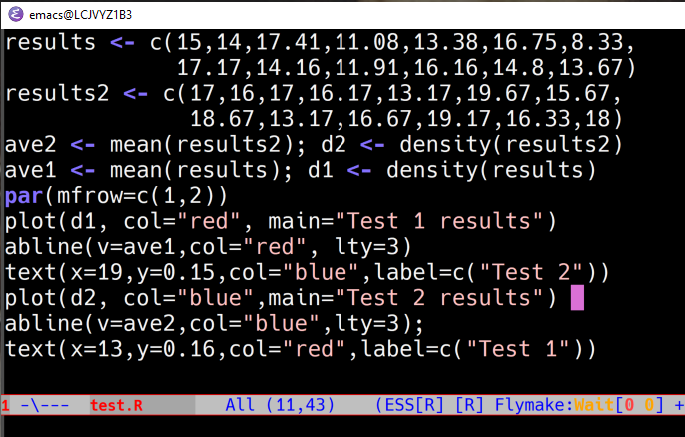 emacs@LCJVYZ1B3
results <- c(15,14,17.41,11.08,13.38,16.75,8.33,
17.17,14.16,11.91,16.16,14.8,13.67)
results2 <- c(17,16,17,16.17,13.17,19.67,15.67,
18.67,13.17,16.67,19.17,16.33,18)
ave2 <- mean(results2); d2 <- density(results2)
ave1 <- mean(results); d1 <- density(results)
par(mfrow=c(1,2))
plot(d1, col="red", main="Test 1 results")
abline(v=ave1,col="red", lty=3)
text(x=19,y=0.15,col="blue",label=c("Test 2"))
plot(d2, col="blue",main="Test 2 results")
abline(v=ave2,col="blue",lty=3);
text(x=13,y=0.16,col="red",label=c("Test 1"))
1 -\--- test.R All (11,43) (ESS[R] [R] Flymake:Wait[0 0] +